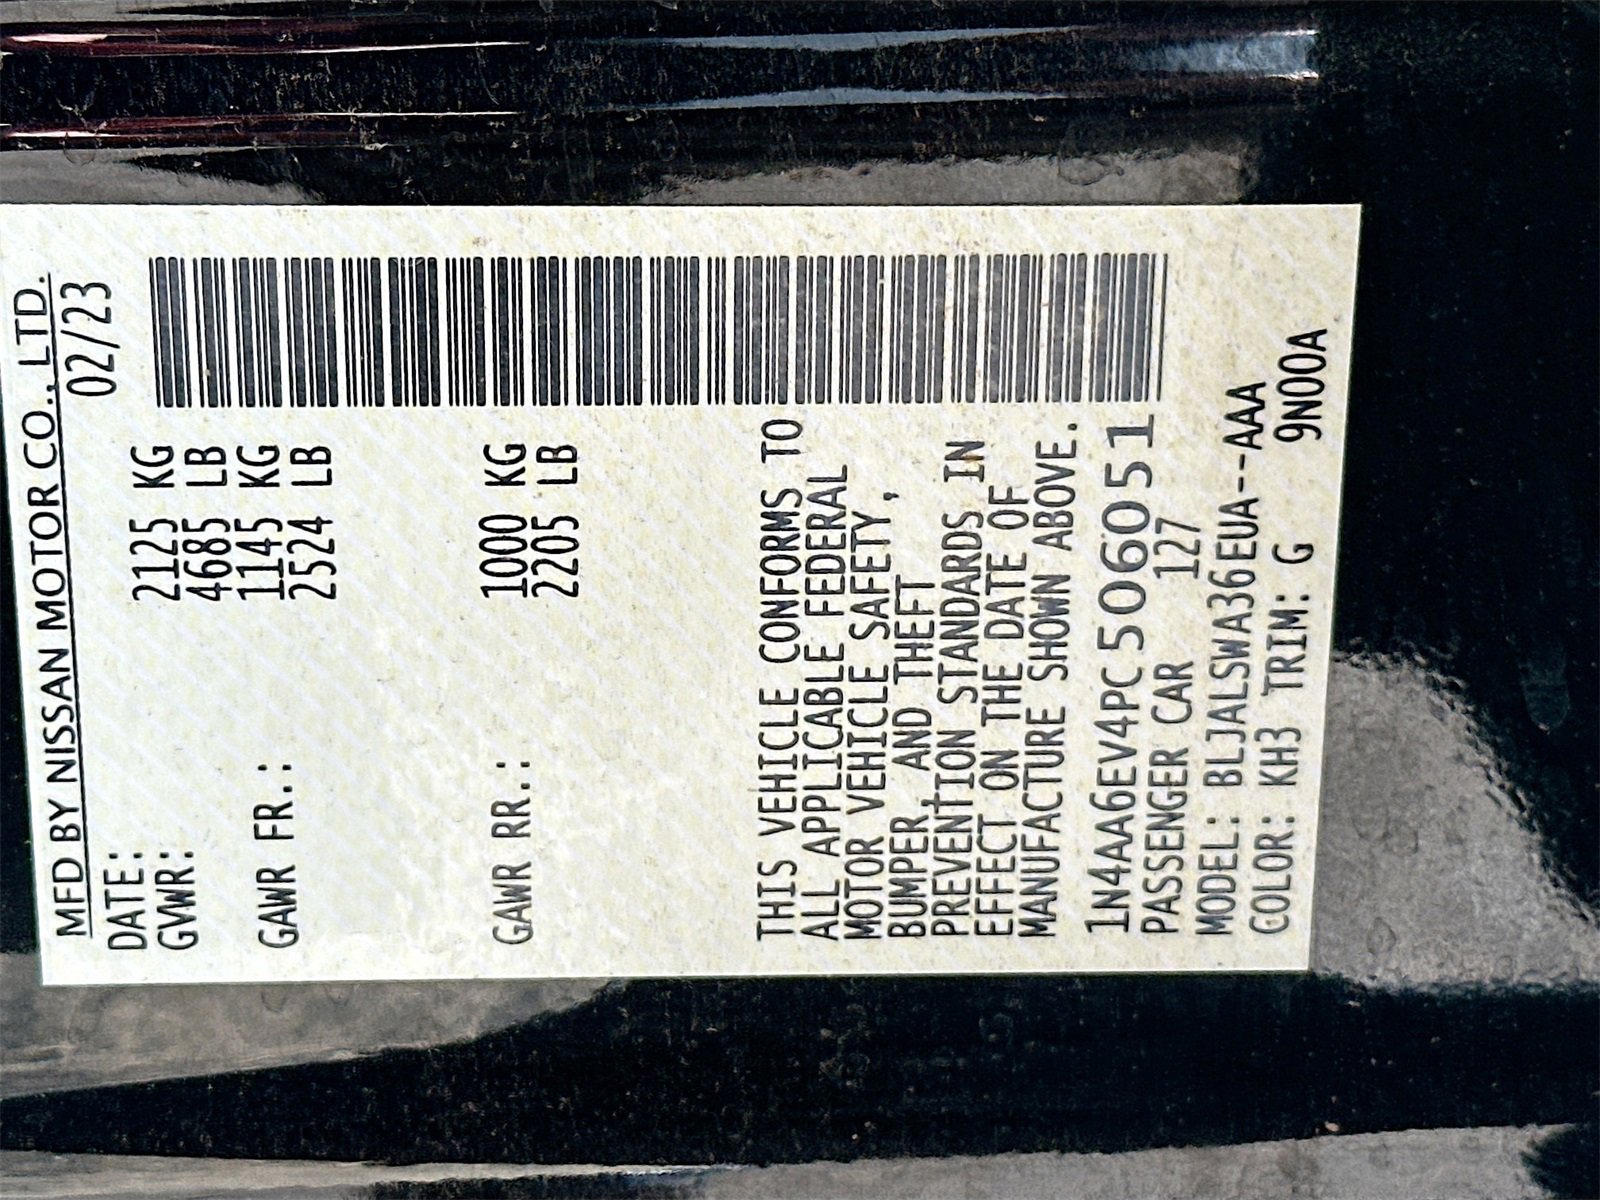 MFD BY NISSAN MOTOR CO., LTD.
DATE: 02/23
GVWR: 2125 KG
4685 LB
GAWR FR.: 1145 KG
2524 LB
GAWR RR.: 1000 KG
2205 LB
THIS VEHICLE CONFORMS TO
ALL APPLICABLE FEDERAL
MOTOR VEHICLE SAFETY,
BUMPER, AND THEFT
PREVENTION STANDARDS IN
EFFECT ON THE DATE OF
MANUFACTURE SHOWN ABOVE.
1N4AA6EV4PC506051
PASSENGER CAR 127
MODEL: BLJALSWA36EUA--AAA
COLOR: KH3 TRIM: G 9N00A